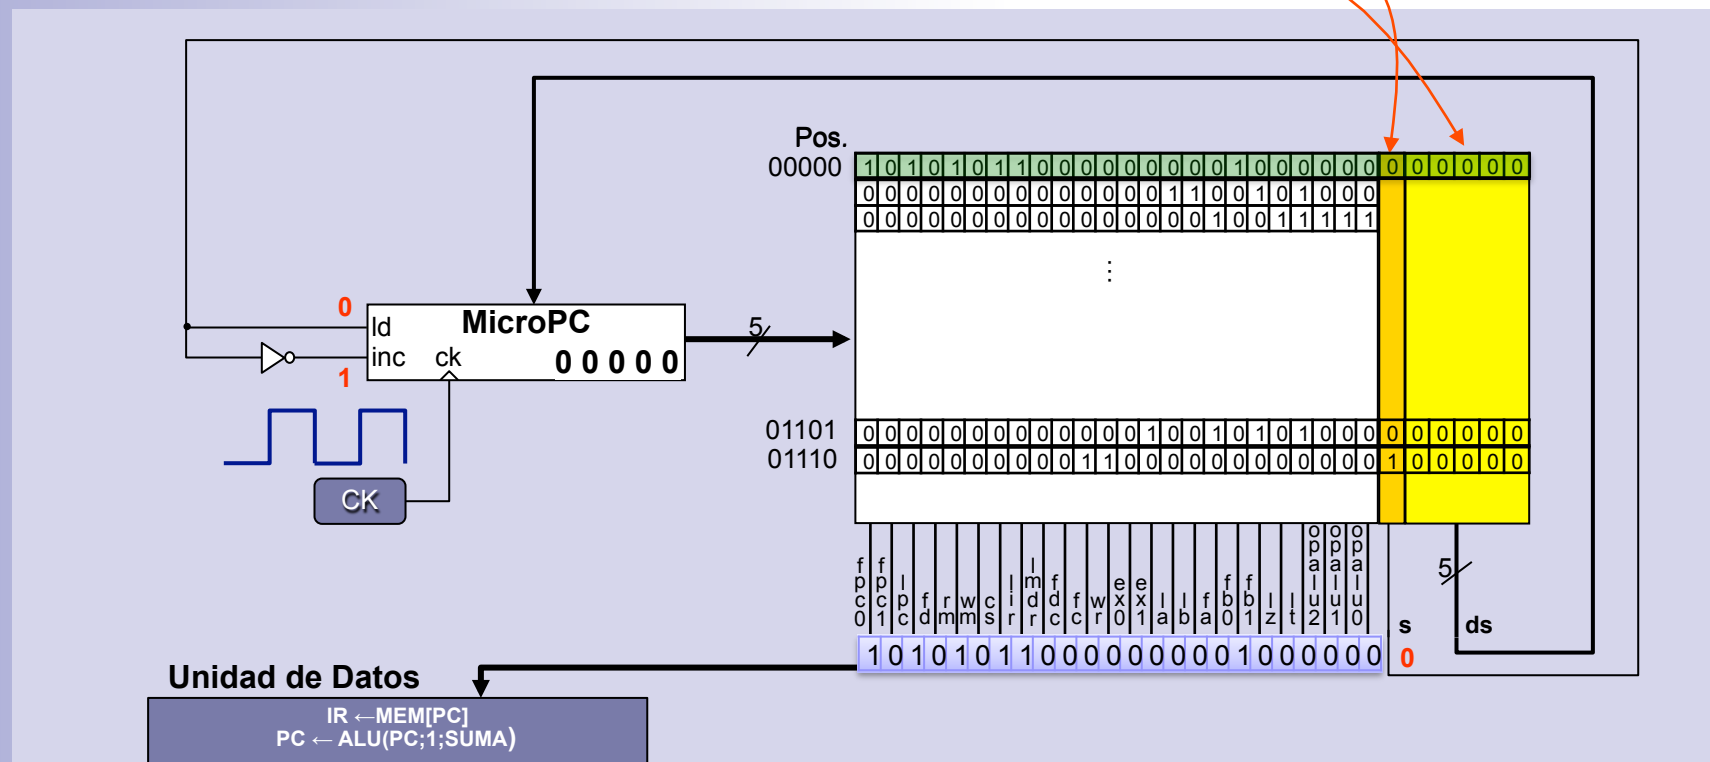 Pos.
00000 1 0 1 0 1 0 1 1 0 0 0 0 0 0 0 0 0 1 0 0 0 0 0 0 0 0 0 0 0 0
0 0 0 0 0 0 0 0 0 0 0 0 0 0 1 1 0 0 1 0 1 0 0 0
0 0 0 0 0 0 0 0 0 0 0 0 0 0 0 0 1 0 0 1 1 1 1 1
⋮
0
ld MicroPC
inc ck 0 0 0 0 0
1
5
CK
01101 0 0 0 0 0 0 0 0 0 0 0 0 0 1 0 0 1 0 1 0 1 0 0 0 0 0 0 0 0 0
01110 0 0 0 0 0 0 0 0 0 0 1 1 0 0 0 0 0 0 0 0 0 0 0 0 1 0 0 0 0 0
fpc0 fpc1 lpc fd rm wm cs lir lmdr fdc fc wr ex0 ex1 la lb fa fb0 fb1 lz lt opalu2 opalu1 opalu0
5
s ds
1 0 1 0 1 0 1 1 0 0 0 0 0 0 0 0 0 1 0 0 0 0 0 0 0
Unidad de Datos
IR ←MEM[PC]
PC ← ALU(PC;1;SUMA)